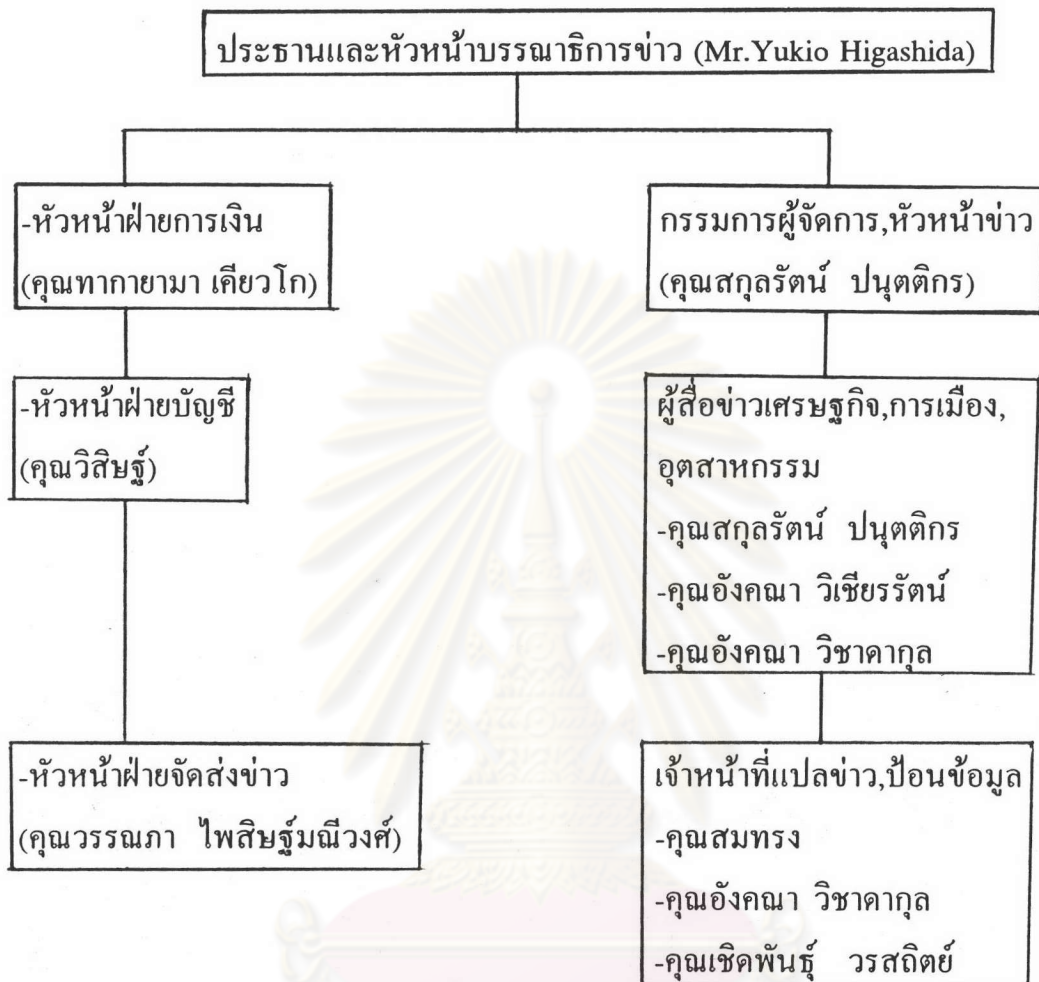 ประธานและหัวหน้าบรรณาธิการข่าว (Mr.Yukio Higashida)
-หัวหน้าฝ่ายการเงิน
(คุณทากายามา เคียวโก)
-หัวหน้าฝ่ายบัญชี
(คุณวิสิษฐ์)
-หัวหน้าฝ่ายจัดส่งข่าว
(คุณวรรณภา ไพสิษฐ์มณีวงศ์)
กรรมการผู้จัดการ,หัวหน้าข่าว
(คุณสกุลรัตน์ ปนุตติกร)
ผู้สื่อข่าวเศรษฐกิจ,การเมือง,
อุตสาหกรรม
-คุณสกุลรัตน์ ปนุตติกร
-คุณอังคณา วิเชียรรัตน์
-คุณอังคณา วิชาดากุล
เจ้าหน้าที่แปลข่าว,ป้อนข้อมูล
-คุณสมทรง
-คุณอังคณา วิชาดากุล
-คุณเชิดพันธุ์ วรสถิตย์